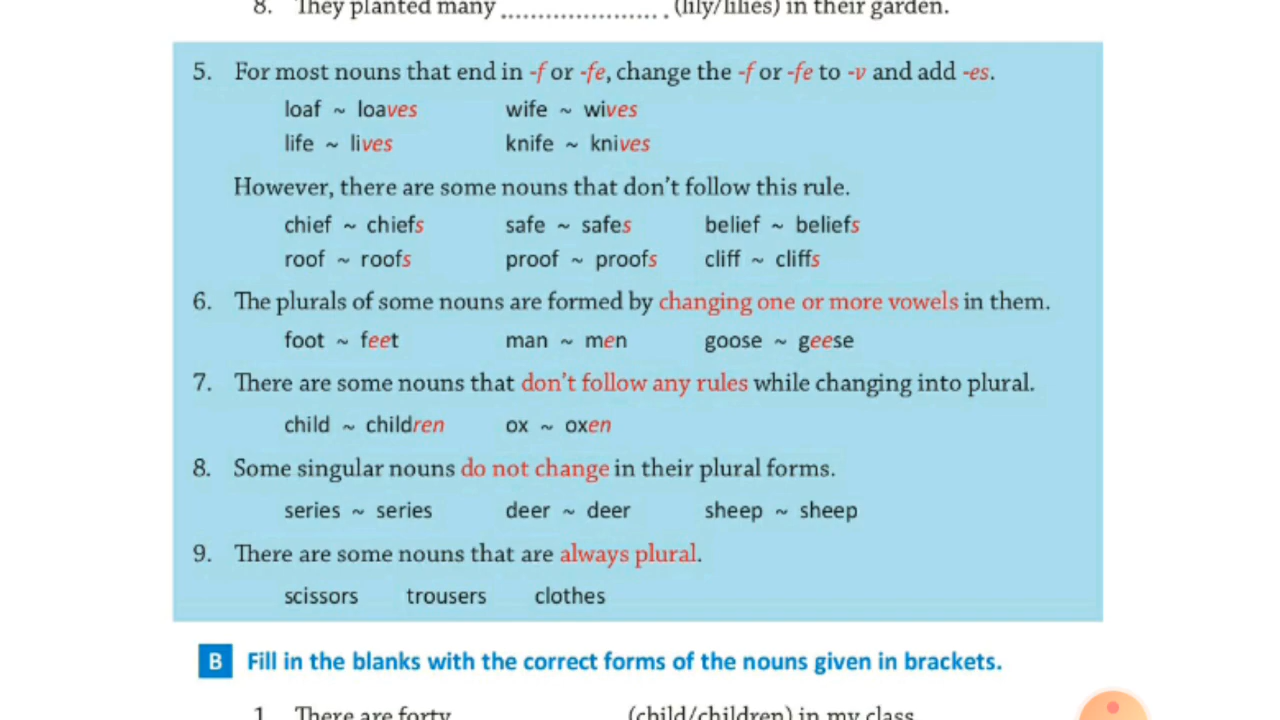 8. They planted many ...................... (lily/lilies) in their garden.
5. For most nouns that end in -f or -fe, change the -f or -fe to -v and add -es.
loaf ~ loaves wife ~ wives
life ~ lives knife ~ knives
However, there are some nouns that don't follow this rule.
chief ~ chiefs safe ~ safes belief ~ beliefs
roof ~ roofs proof ~ proofs cliff ~ cliffs
6. The plurals of some nouns are formed by changing one or more vowels in them.
foot ~ feet man ~ men goose ~ geese
7. There are some nouns that don't follow any rules while changing into plural.
child ~ children ox ~ oxen
8. Some singular nouns do not change in their plural forms.
series ~ series deer ~ deer sheep ~ sheep
9. There are some nouns that are always plural.
scissors trousers clothes
B Fill in the blanks with the correct forms of the nouns given in brackets.
1 There are forty (child/children) in my class